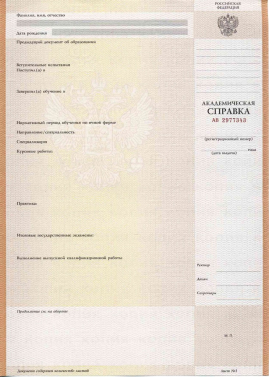 Фамилия, имя, отчество
РОССИЙСКАЯ
ФЕДЕРАЦИЯ
Дата рождения
Предыдущий документ об образовании
Вступительные испытания
Поступил(а) в
Завершил(а) обучение в
АКАДЕМИЧЕСКАЯ
СПРАВКА
АВ 2977343
Нормативный период обучения по очной форме
Направление/специальность
(регистрационный номер)
Специализация
года
Курсовые работы:
(дата выдачи)
Практика:
Итоговые государственные экзамены:
Выполнение выпускной квалификационной работы:
Ректор
Декан
Секретарь
Продолжение см. на обороте
М. П.
Документ содержит количество листов
Лист №1